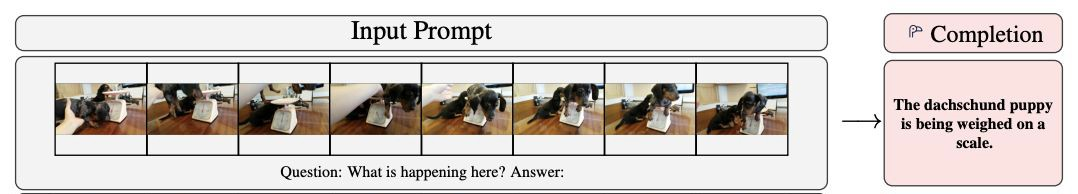 Input Prompt
Completion
Question: What is happening here? Answer:
The dachschund puppy
is being weighed on a
scale.